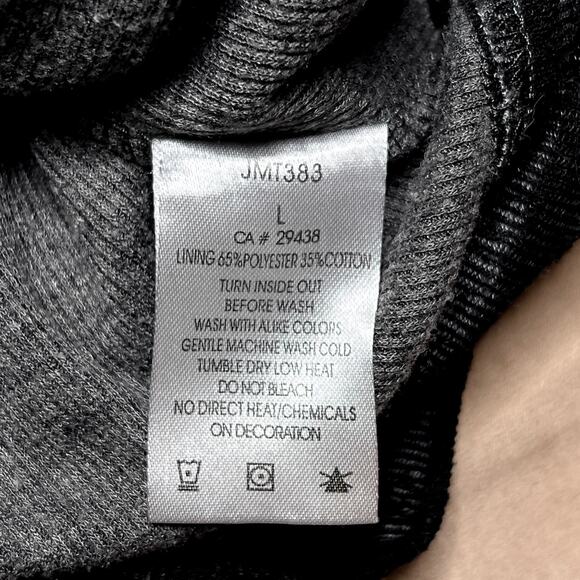 JMT383
L
CA # 29438
LINING 65%POLYESTER 35%COTTON
TURN INSIDE OUT
BEFORE WASH
WASH WITH ALIKE COLORS
GENTLE MACHINE WASH COLD
TUMBLE DRY LOW HEAT
DO NOT BLEACH
NO DIRECT HEAT/CHEMICALS
ON DECORATION